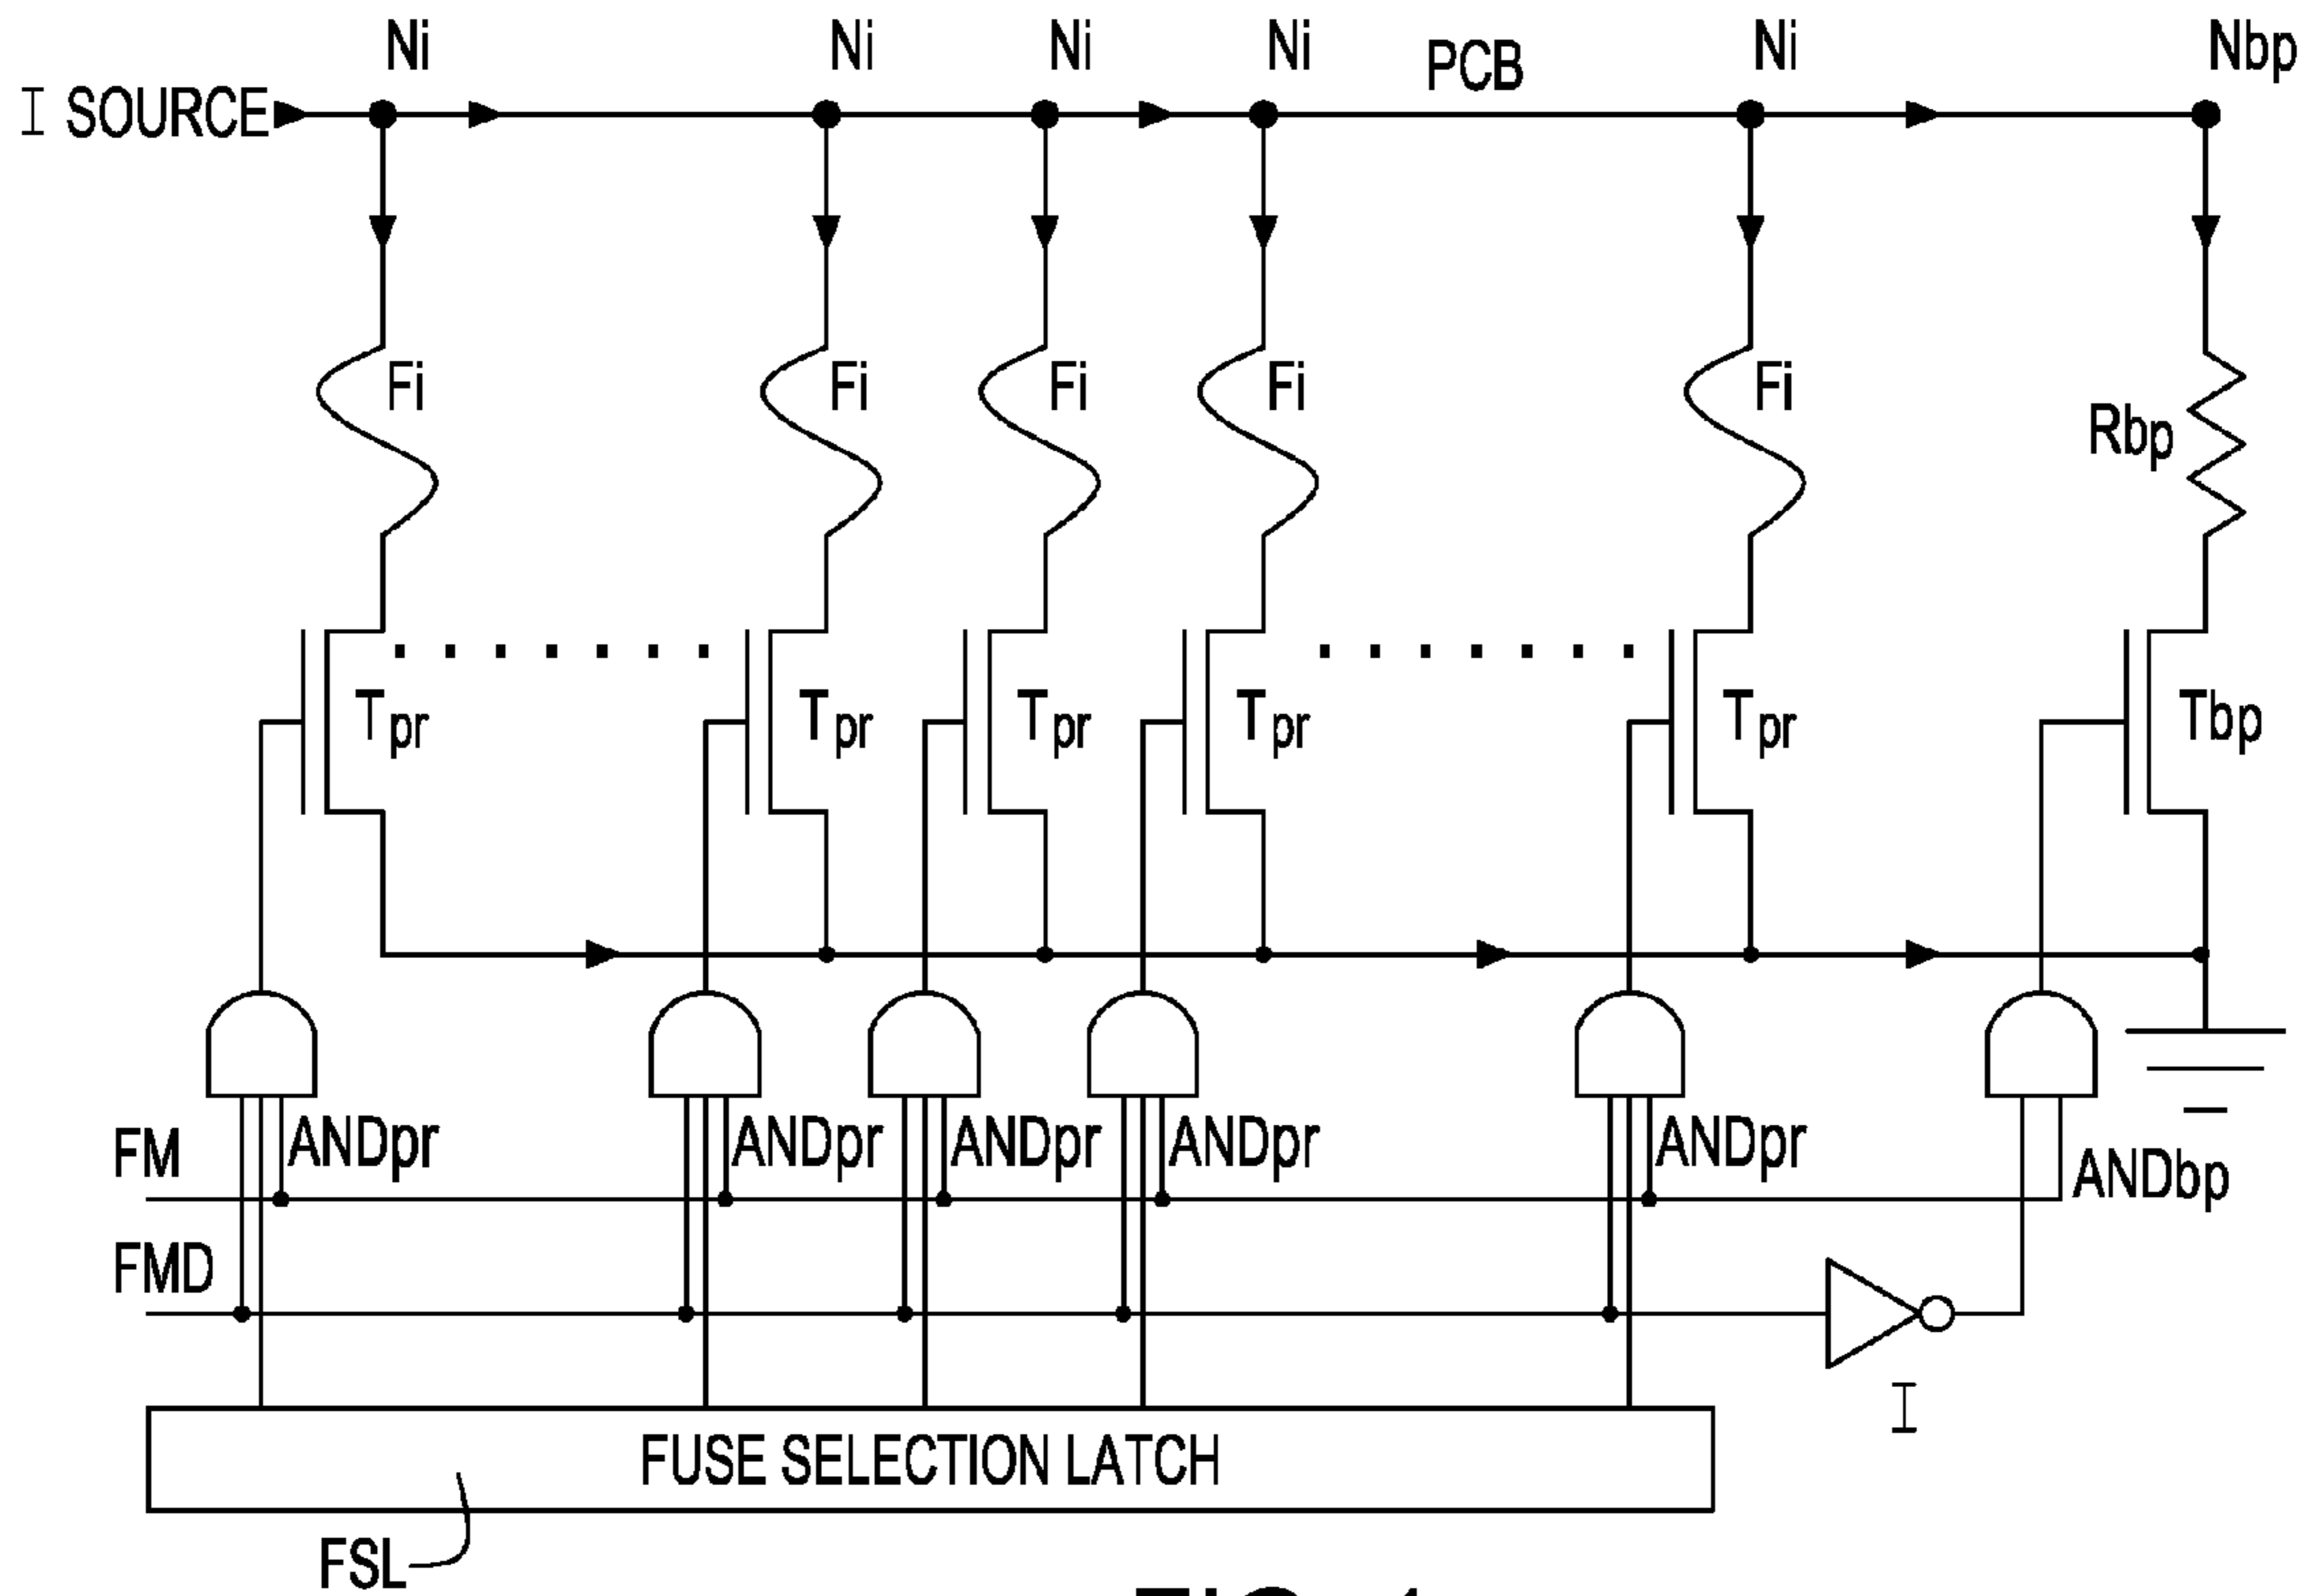 Ni Ni Ni Ni PCB Ni Nbp
I SOURCE
Fi Fi Fi Fi Fi Rbp
Tpr Tpr Tpr Tpr Tpr Tbp
FM ANDpr ANDpr ANDpr ANDpr ANDpr ANDbp
FMD
I
FUSE SELECTION LATCH
FSL